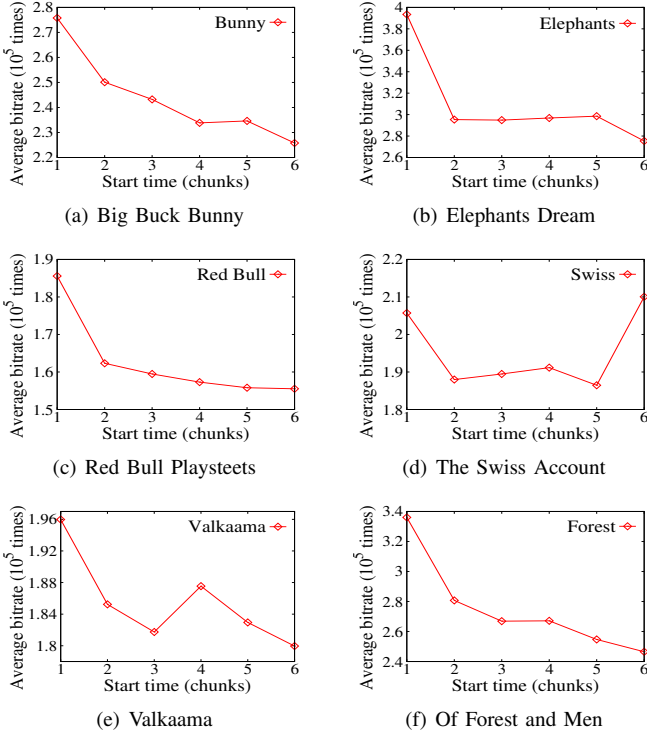 2.8
2.7
2.6
2.5
2.4
2.3
2.2
Average bitrate (10^5 times)
Bunny
1 2 3 4 5 6
Start time (chunks)
(a) Big Buck Bunny
4
3.8
3.6
3.4
3.2
3
2.8
2.6
Average bitrate (10^5 times)
Elephants
1 2 3 4 5 6
Start time (chunks)
(b) Elephants Dream
1.9
1.8
1.7
1.6
1.5
Average bitrate (10^5 times)
Red Bull
1 2 3 4 5 6
Start time (chunks)
(c) Red Bull Playsteets
2.2
2.1
2
1.9
1.8
Average bitrate (10^5 times)
Swiss
1 2 3 4 5 6
Start time (chunks)
(d) The Swiss Account
1.96
1.92
1.88
1.84
1.8
Average bitrate (10^5 times)
Valkaama
1 2 3 4 5 6
Start time (chunks)
(e) Valkaama
3.4
3.2
3
2.8
2.6
2.4
Average bitrate (10^5 times)
Forest
1 2 3 4 5 6
Start time (chunks)
(f) Of Forest and Men